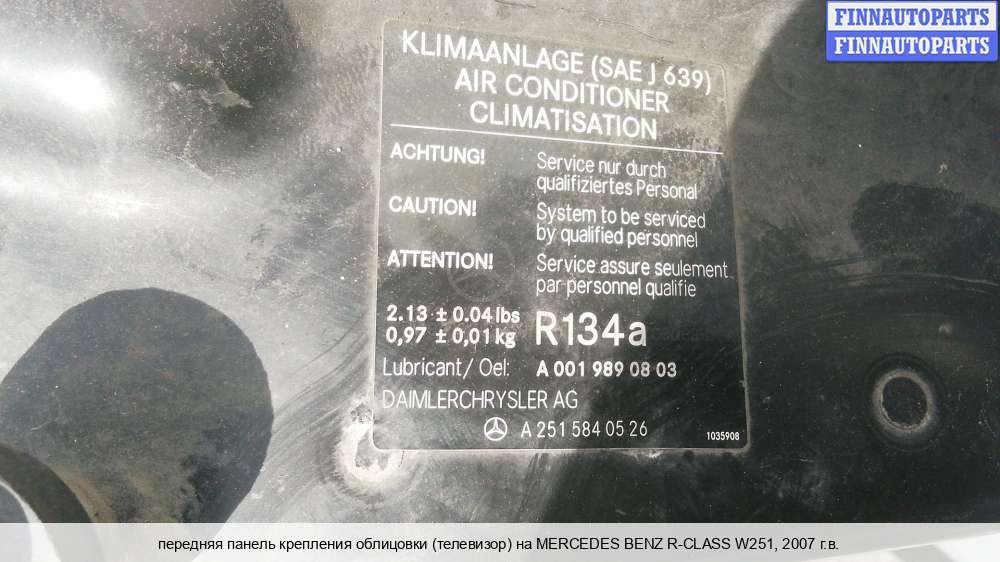 FINNAUTOPARTS
FINNAUTOPARTS
KLIMAANLAGE (SAE J 639)
AIR CONDITIONER
CLIMATISATION
ACHTUNG! Service nur durch
qualifiziertes Personal
CAUTION! System to be serviced
by qualified personnel
ATTENTION! Service assure seulement
par personnel qualifie
2.13 ± 0.04 lbs
0,97 ± 0,01 kg R134a
Lubricant/ Oel: A 001 989 08 03
DAIMLERCHRYSLER AG
A 251 584 05 26 1035908
передняя панель крепления облицовки (телевизор) на MERCEDES BENZ R-CLASS W251, 2007 г.в.